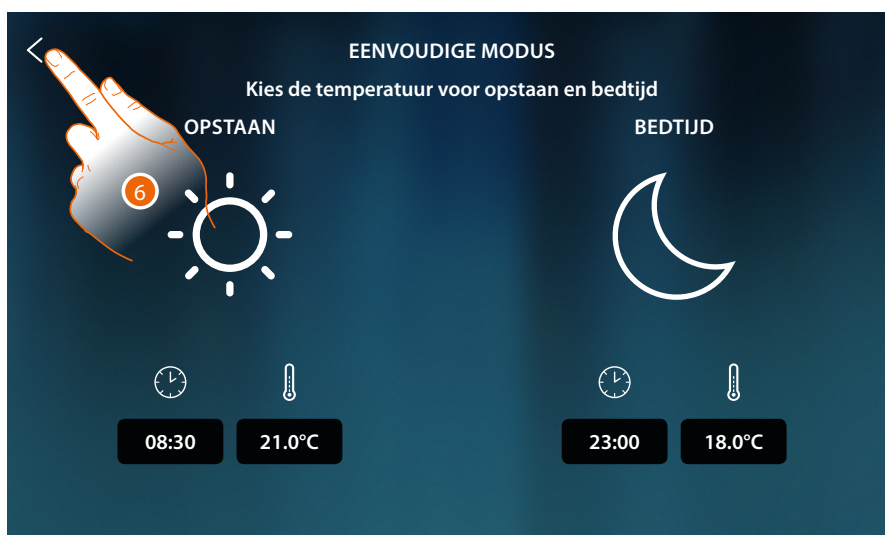 EENVOUDIGE MODUS
Kies de temperatuur voor opstaan en bedtijd
OPSTAAN
BEDTIJD
6
08:30
21.0°C
23:00
18.0°C